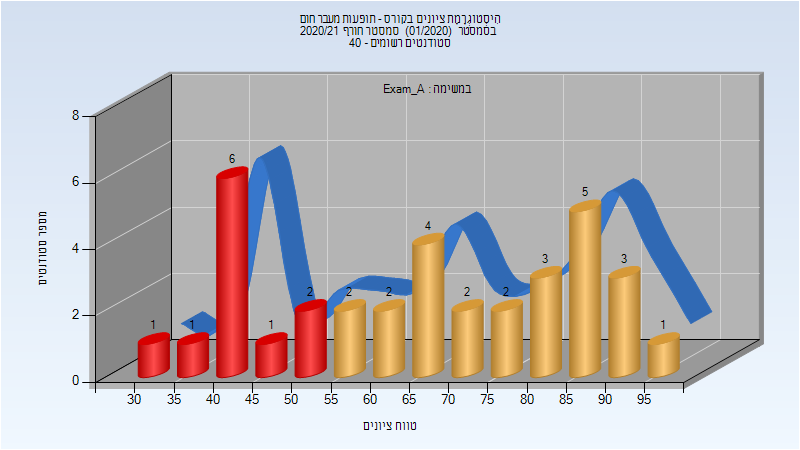 היסטוגרמת ציונים בקורס - תופעות מעבר חום
בסמסטר (01/2020) סמסטר חורף 2020/21
סטודנטים רשומים - 40
במשימה : Exam_A
מספר סטודנטים
8
6
4
2
0
1
1
6
1
2
2
2
4
2
2
3
5
3
1
30 35 40 45 50 55 60 65 70 75 80 85 90 95
טווח ציונים